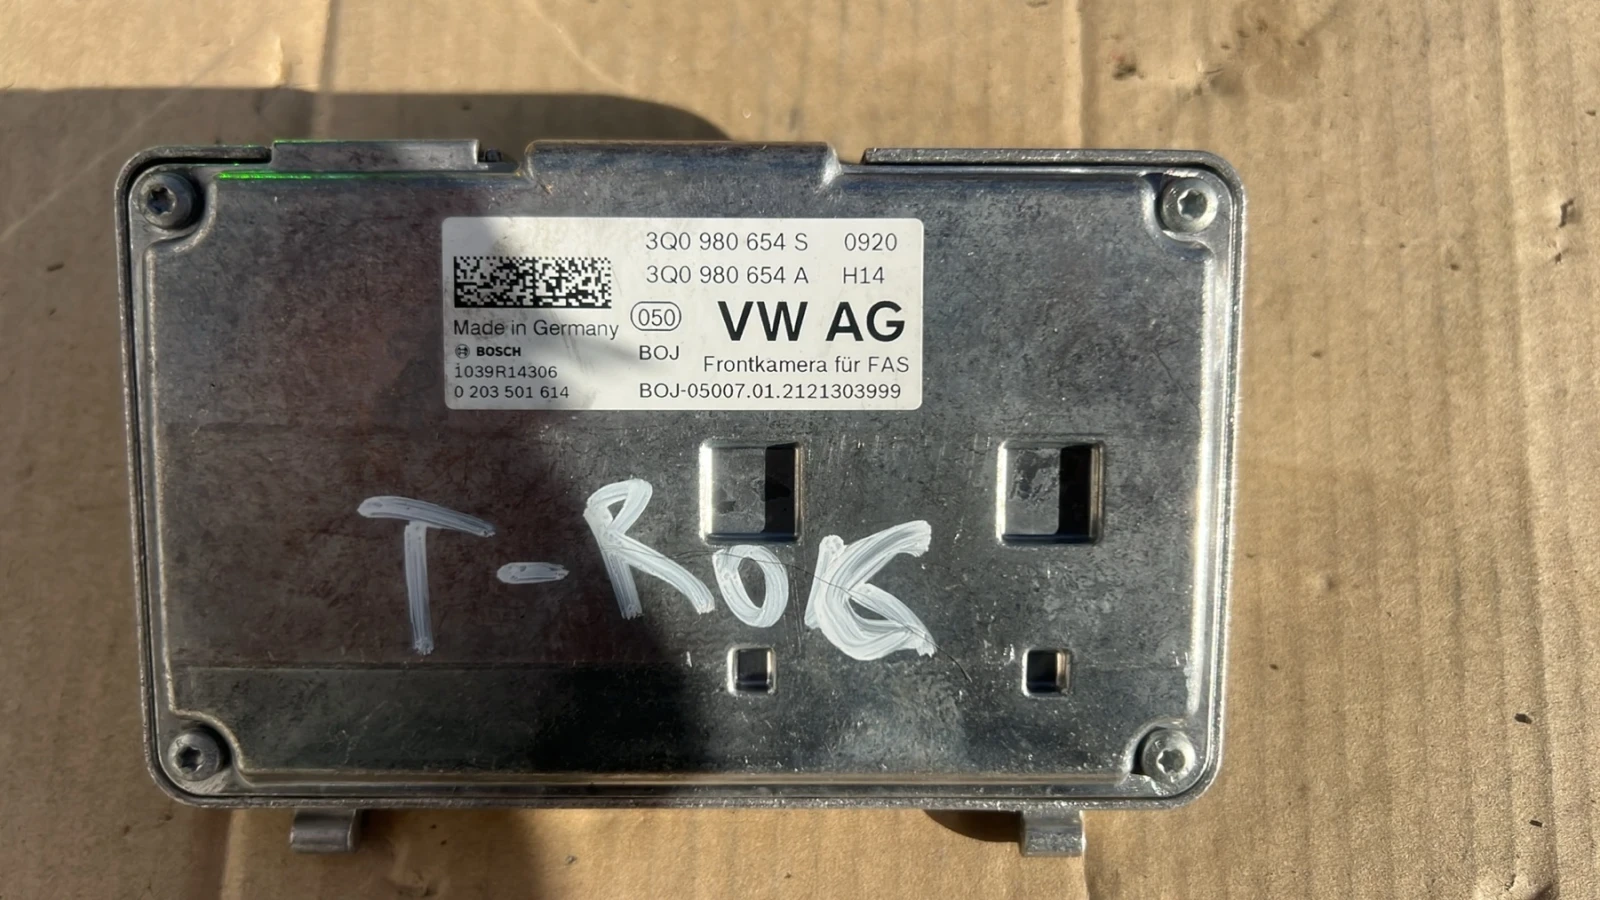 3Q0 980 654 S 0920
3Q0 980 654 A H14
050 VW AG
Made in Germany
BOSCH BOJ Frontkamera für FAS
1039R14306
0 203 501 614 BOJ-05007.01.2121303999
T-ROC